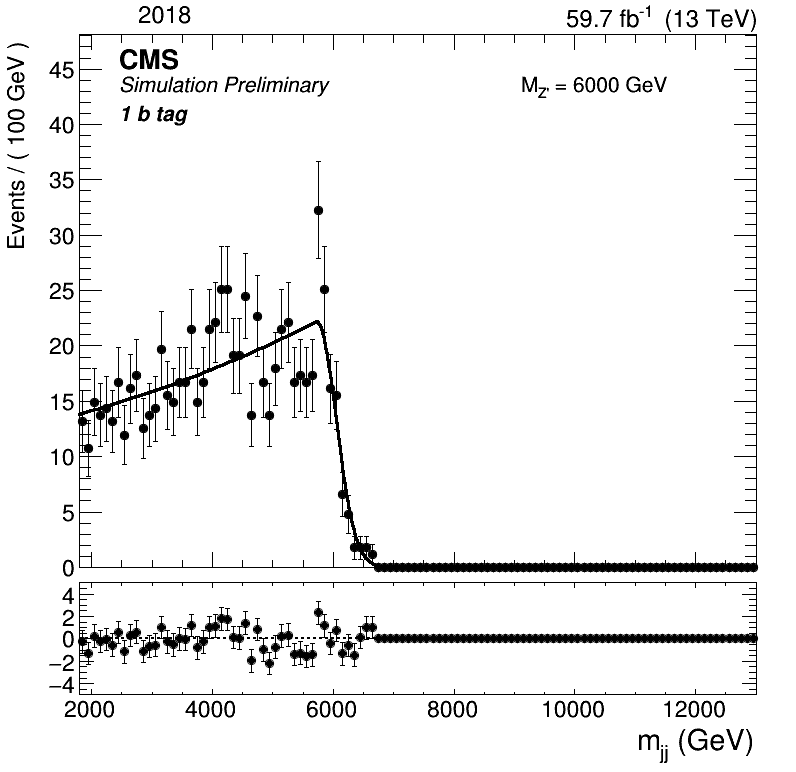 2018
59.7 fb⁻¹ (13 TeV)
CMS
Simulation Preliminary
1 b tag
M_Z' = 6000 GeV
Events / ( 100 GeV )
45
40
35
30
25
20
15
10
5
0
4
2
0
−2
−4
2000 4000 6000 8000 10000 12000
m_jj (GeV)